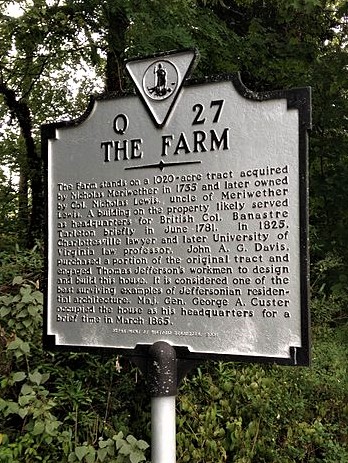 Q 27
THE FARM
The Farm stands on a 1020-acre tract acquired
by Nicholas Meriwether in 1735 and later owned
by Col. Nicholas Lewis, uncle of Meriwether
Lewis. A building on the property likely served
as headquarters for British Col. Banastre
Tarleton briefly in June 1781. In 1825,
Charlottesville lawyer and later University of
Virginia law professor, John A. G. Davis,
purchased a portion of the original tract and
engaged Thomas Jefferson's workmen to design
and build this house. It is considered one of the
best surviving examples of Jeffersonian residen-
tial architecture. Maj. Gen. George A. Custer
occupied the house as his headquarters for a
brief time in March 1865.
DEPARTMENT OF HISTORIC RESOURCES,